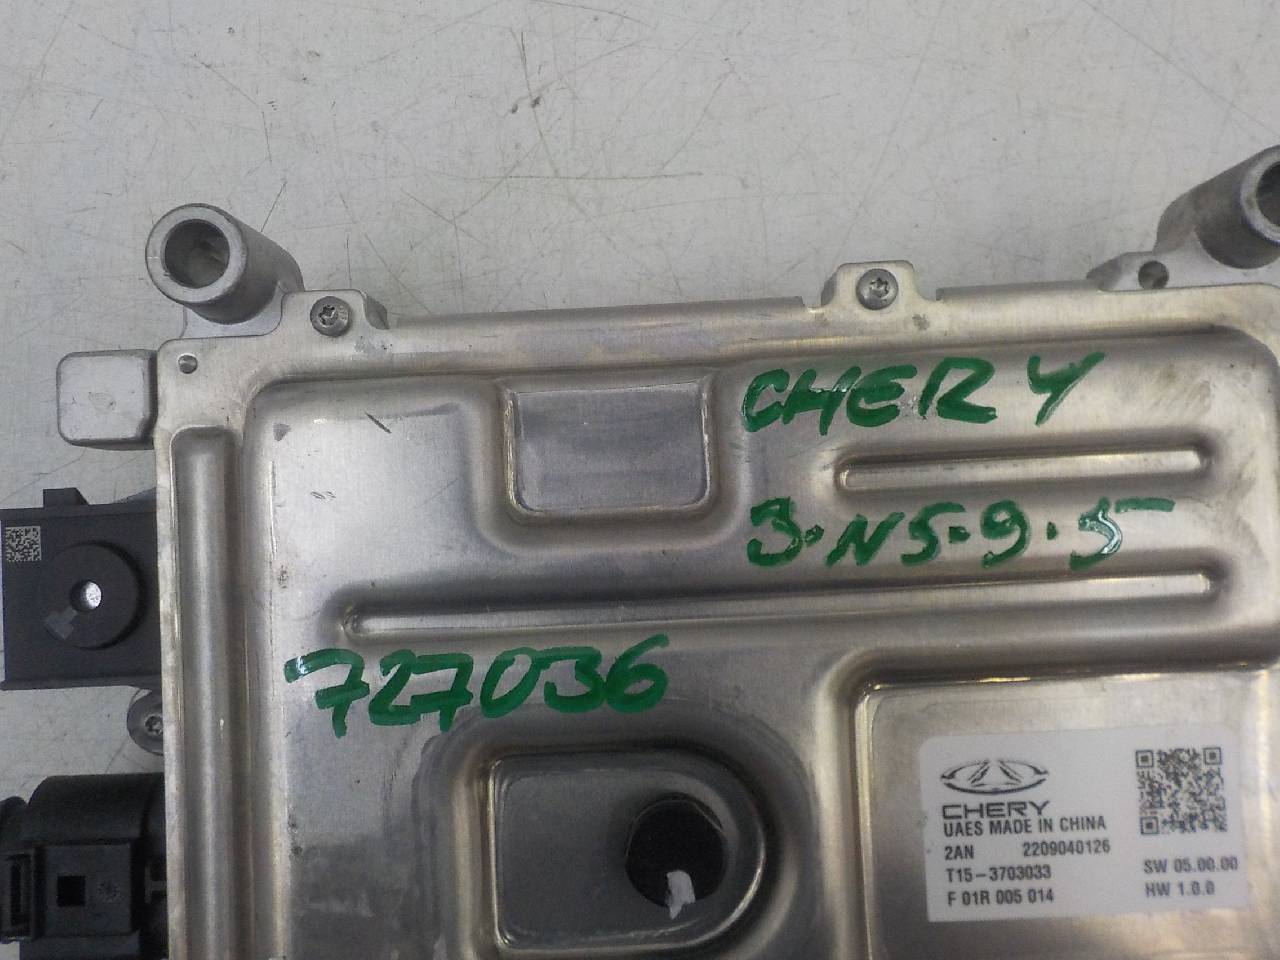 CHERY
3·N5·9·5
727036
CHERY
UAES MADE IN CHINA
2AN 2209040126
T15-3703033
F 01R 005 014
SW 05.00.00
HW 1.0.0